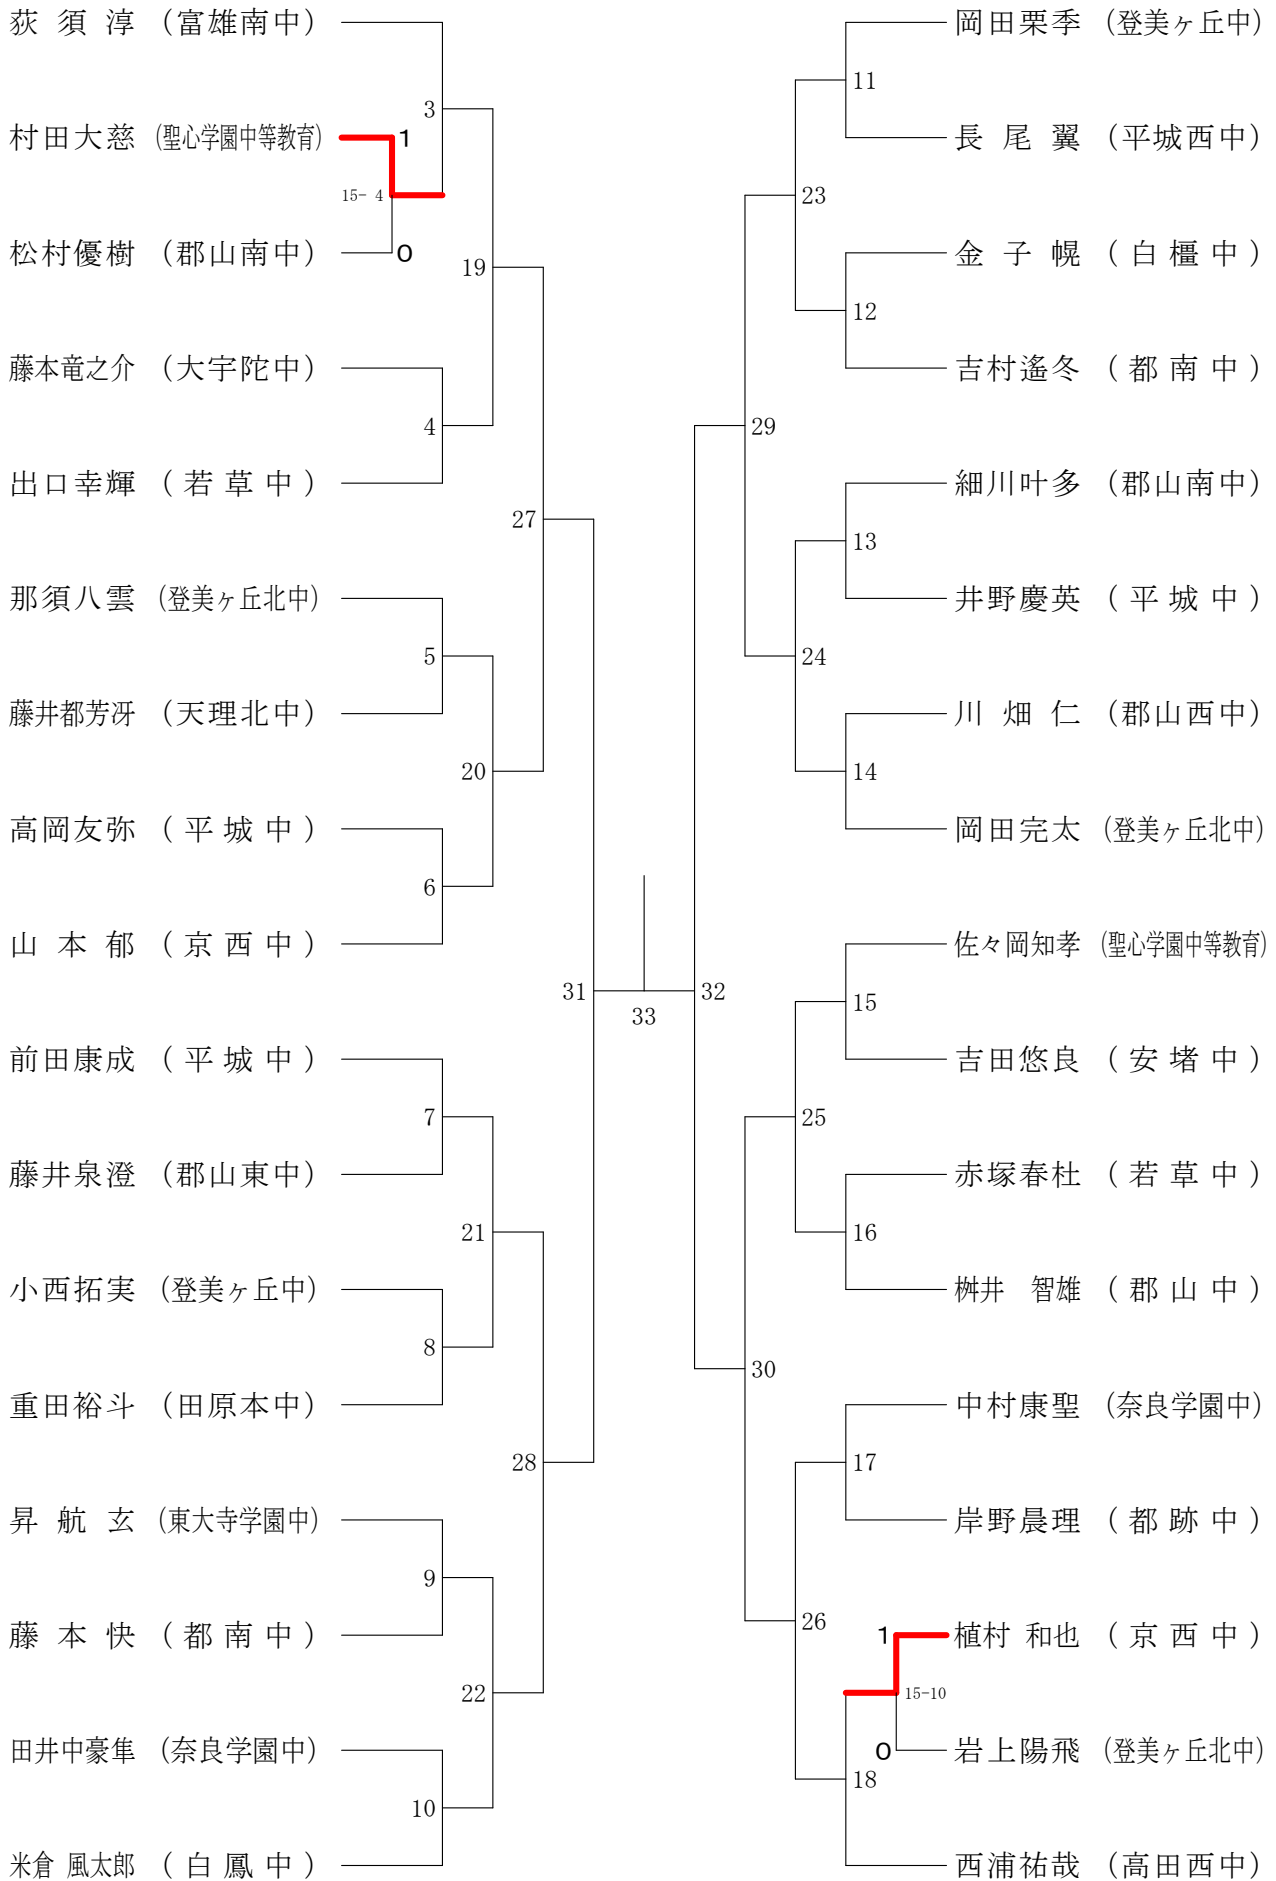 荻須淳 (富雄南中)
3
村田大慈 (聖心学園中等教育)
1
15- 4
松村優樹 (郡山南中)
0
19
藤本竜之介 (大宇陀中)
4
出口幸輝 (若草中)
27
那須八雲 (登美ヶ丘北中)
5
藤井都芳冴 (天理北中)
20
高岡友弥 (平城中)
6
山本郁 (京西中)
31
33
前田康成 (平城中)
7
藤井泉澄 (郡山東中)
21
小西拓実 (登美ヶ丘中)
8
重田裕斗 (田原本中)
28
昇航玄 (東大寺学園中)
9
藤本快 (都南中)
22
田井中豪隼 (奈良学園中)
10
米倉 風太郎 (白鳳中)
岡田栗季 (登美ヶ丘中)
11
長尾翼 (平城西中)
23
金子幌 (白橿中)
12
吉村遙冬 (都南中)
29
細川叶多 (郡山南中)
13
井野慶英 (平城中)
24
川畑仁 (郡山西中)
14
岡田完太 (登美ヶ丘北中)
佐々岡知孝 (聖心学園中等教育)
32
15
吉田悠良 (安堵中)
25
赤塚春杜 (若草中)
16
桝井 智雄 (郡山中)
30
中村康聖 (奈良学園中)
17
岸野晨理 (都跡中)
26
1
植村 和也 (京西中)
15-10
0
岩上陽飛 (登美ヶ丘北中)
18
西浦祐哉 (高田西中)